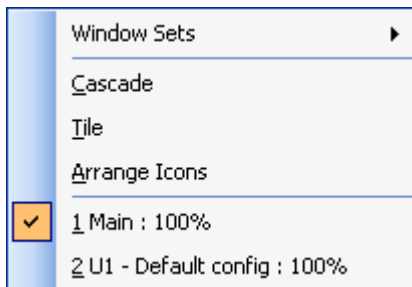 Window Sets
Cascade
Tile
Arrange Icons
1 Main : 100%
2 U1 - Default config : 100%